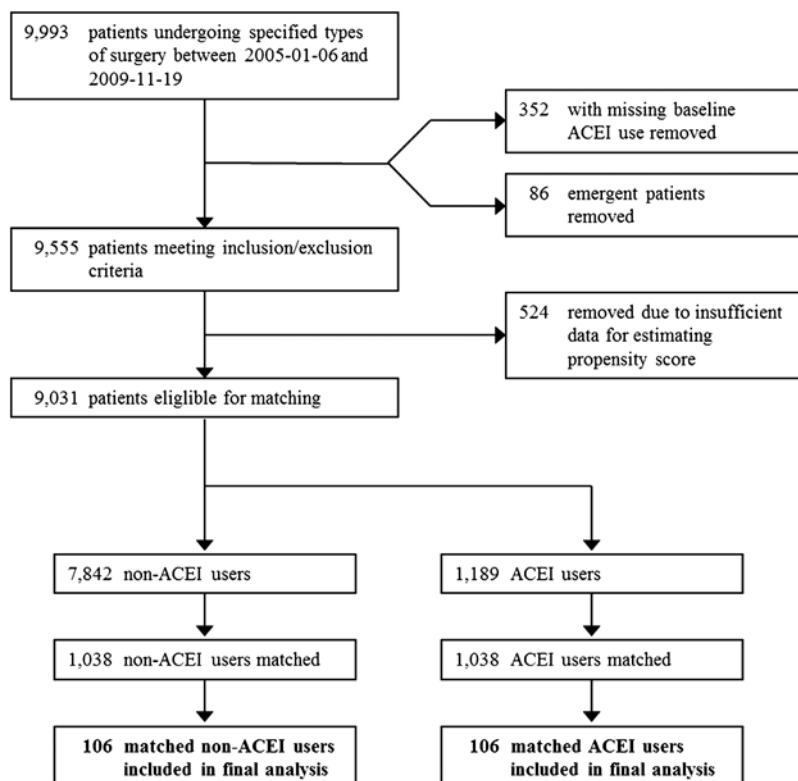 9,993 patients undergoing specified types
of surgery between 2005-01-06 and
2009-11-19
352 with missing baseline
ACEI use removed
86 emergent patients
removed
9,555 patients meeting inclusion/exclusion
criteria
524 removed due to insufficient
data for estimating
propensity score
9,031 patients eligible for matching
7,842 non-ACEI users
1,189 ACEI users
1,038 non-ACEI users matched
1,038 ACEI users matched
106 matched non-ACEI users
included in final analysis
106 matched ACEI users
included in final analysis